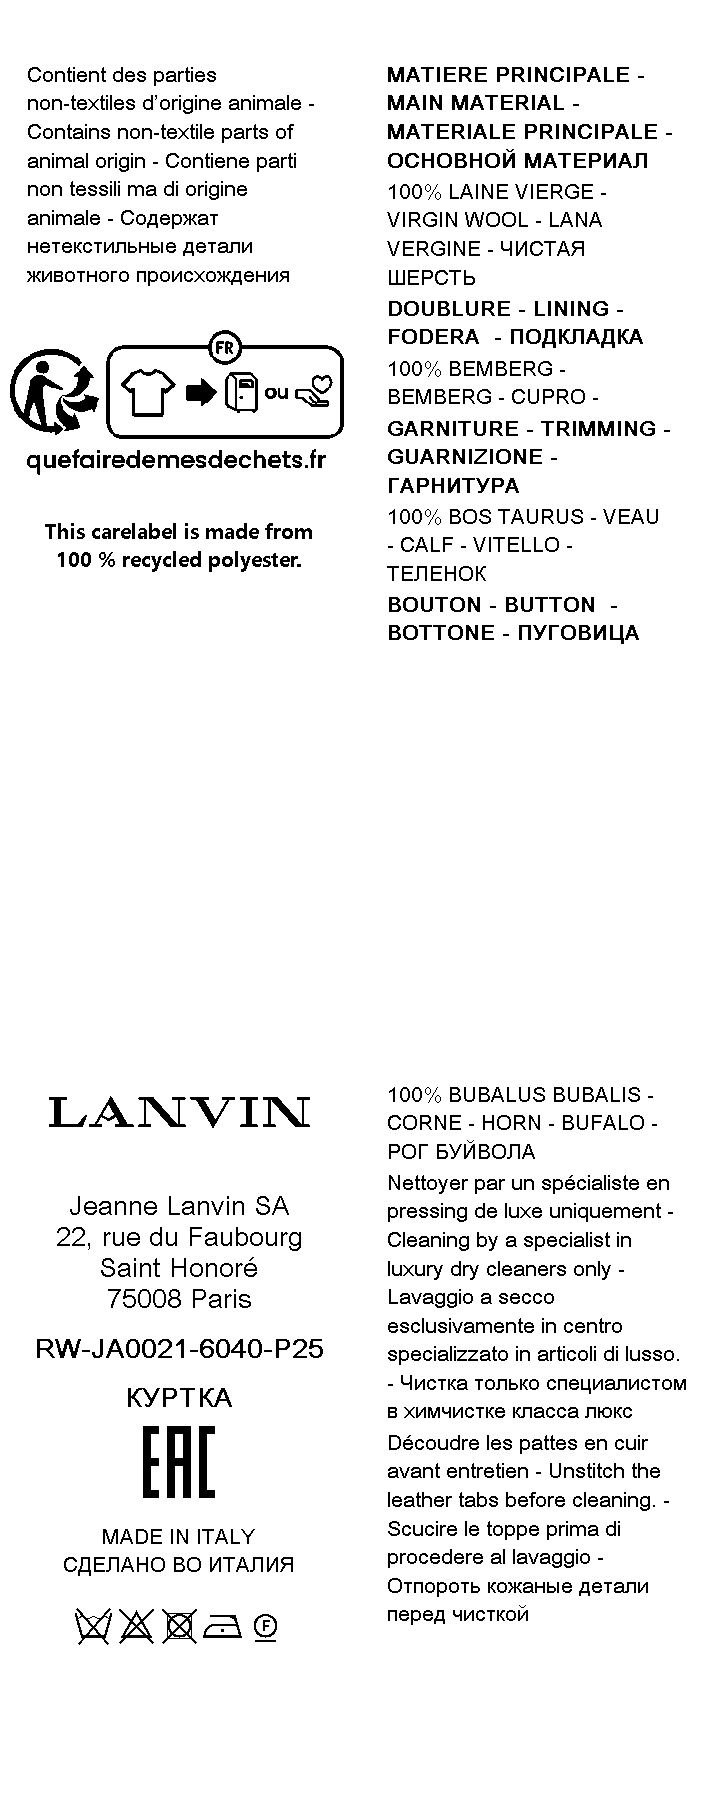 Contient des parties
non-textiles d’origine animale -
Contains non-textile parts of
animal origin - Contiene parti
non tessili ma di origine
animale - Содержат
нетекстильные детали
животного происхождения
FR
ou
quefairedemesdechets.fr
This carelabel is made from
100 % recycled polyester.
MATIERE PRINCIPALE -
MAIN MATERIAL -
MATERIALE PRINCIPALE -
ОСНОВНОЙ МАТЕРИАЛ
100% LAINE VIERGE -
VIRGIN WOOL - LANA
VERGINE - ЧИСТАЯ
ШЕРСТЬ
DOUBLURE - LINING -
FODERA  - ПОДКЛАДКА
100% BEMBERG -
BEMBERG - CUPRO -
GARNITURE - TRIMMING -
GUARNIZIONE -
ГАРНИТУРА
100% BOS TAURUS - VEAU
- CALF - VITELLO -
ТЕЛЕНОК
BOUTON - BUTTON  -
BOTTONE - ПУГОВИЦА
LANVIN
Jeanne Lanvin SA
22, rue du Faubourg
Saint Honoré
75008 Paris
RW-JA0021-6040-P25
КУРТКА
EAC
MADE IN ITALY
СДЕЛАНО ВО ИТАЛИЯ
F
100% BUBALUS BUBALIS -
CORNE - HORN - BUFALO -
РОГ БУЙВОЛА
Nettoyer par un spécialiste en
pressing de luxe uniquement -
Cleaning by a specialist in
luxury dry cleaners only -
Lavaggio a secco
esclusivamente in centro
specializzato in articoli di lusso.
- Чистка только специалистом
в химчистке класса люкс
Découdre les pattes en cuir
avant entretien - Unstitch the
leather tabs before cleaning. -
Scucire le toppe prima di
procedere al lavaggio -
Отпороть кожаные детали
перед чисткой